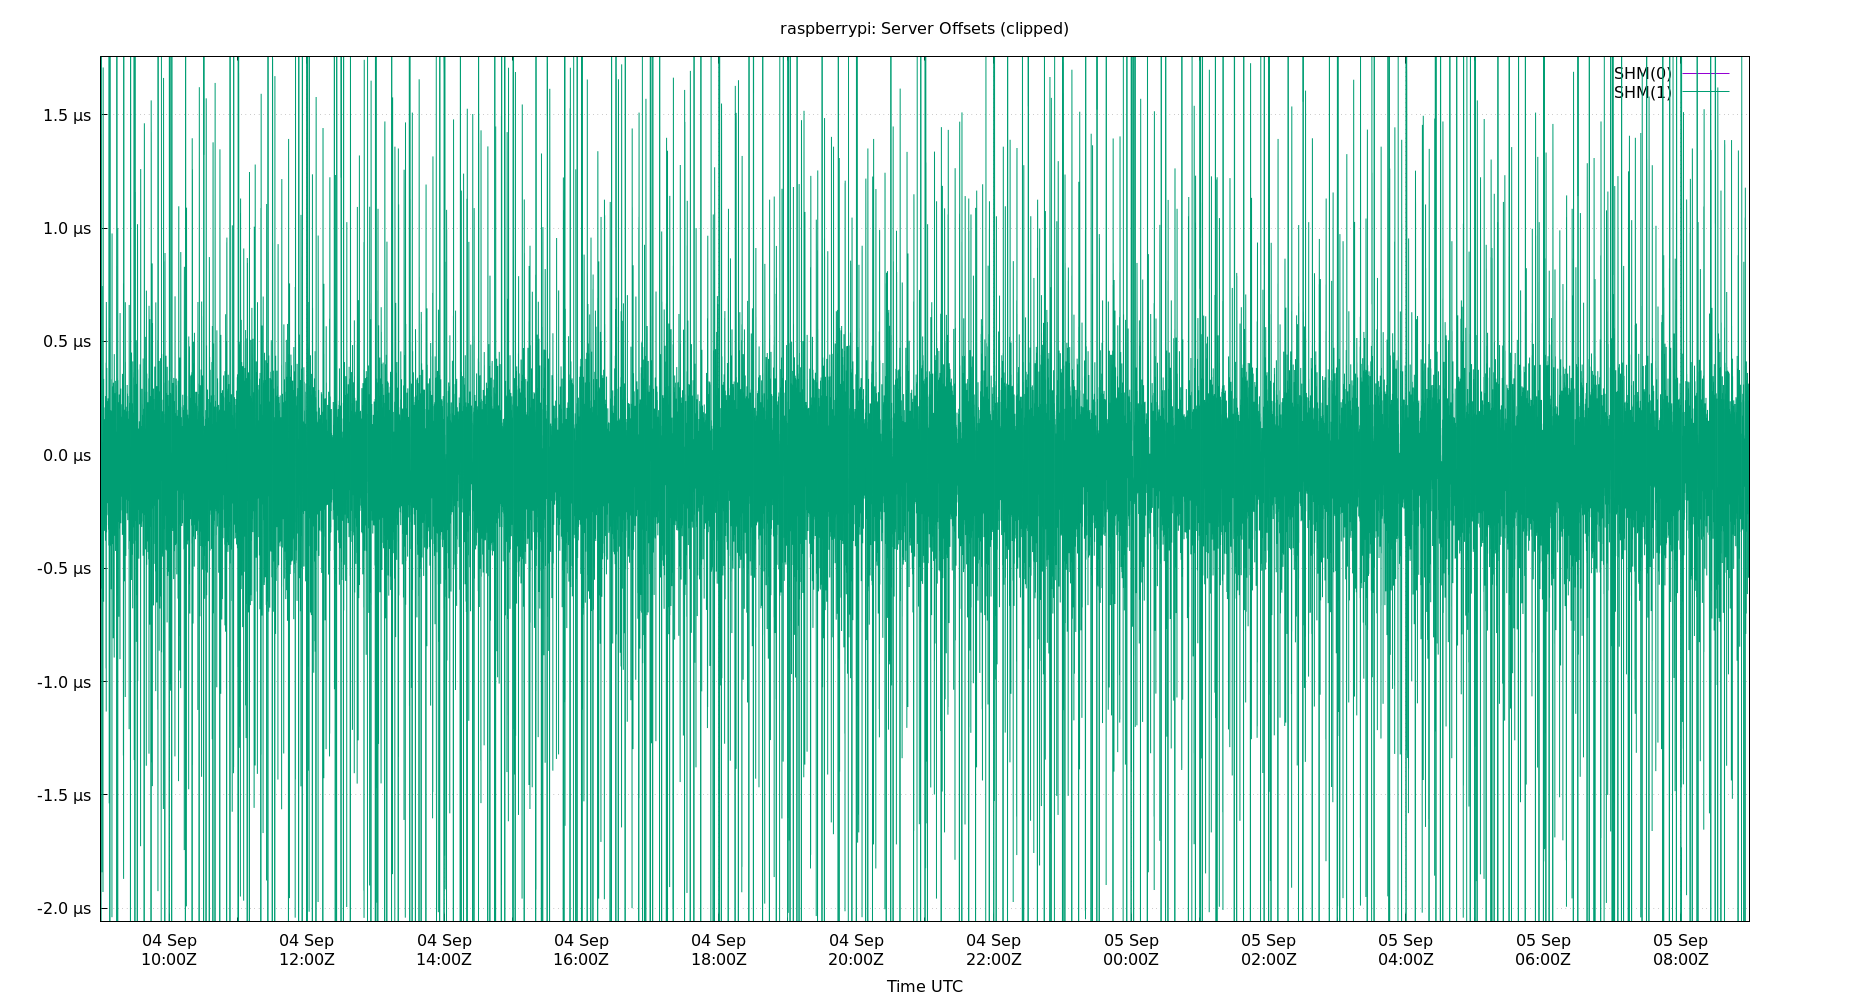 raspberrypi: Server Offsets (clipped)
SHM(0)
SHM(1)
1.5 µs
1.0 µs
0.5 µs
0.0 µs
-0.5 µs
-1.0 µs
-1.5 µs
-2.0 µs
04 Sep 04 Sep 04 Sep 04 Sep 04 Sep 04 Sep 04 Sep 05 Sep 05 Sep 05 Sep 05 Sep 05 Sep
10:00Z 12:00Z 14:00Z 16:00Z 18:00Z 20:00Z 22:00Z 00:00Z 02:00Z 04:00Z 06:00Z 08:00Z
Time UTC